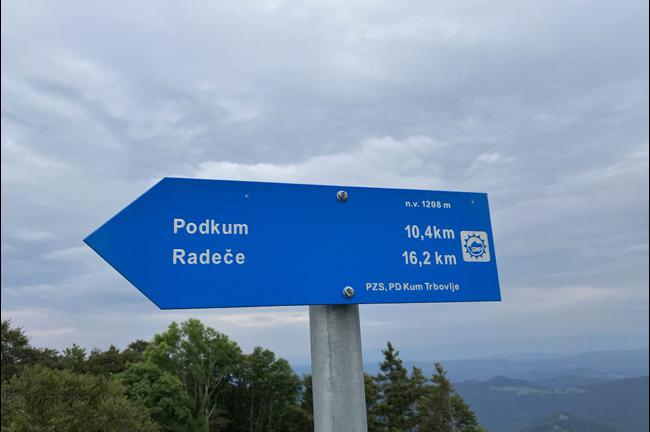 n.v. 1208 m
Podkum 10,4km
Radeče 16,2 km
PZS, PD Kum Trbovlje